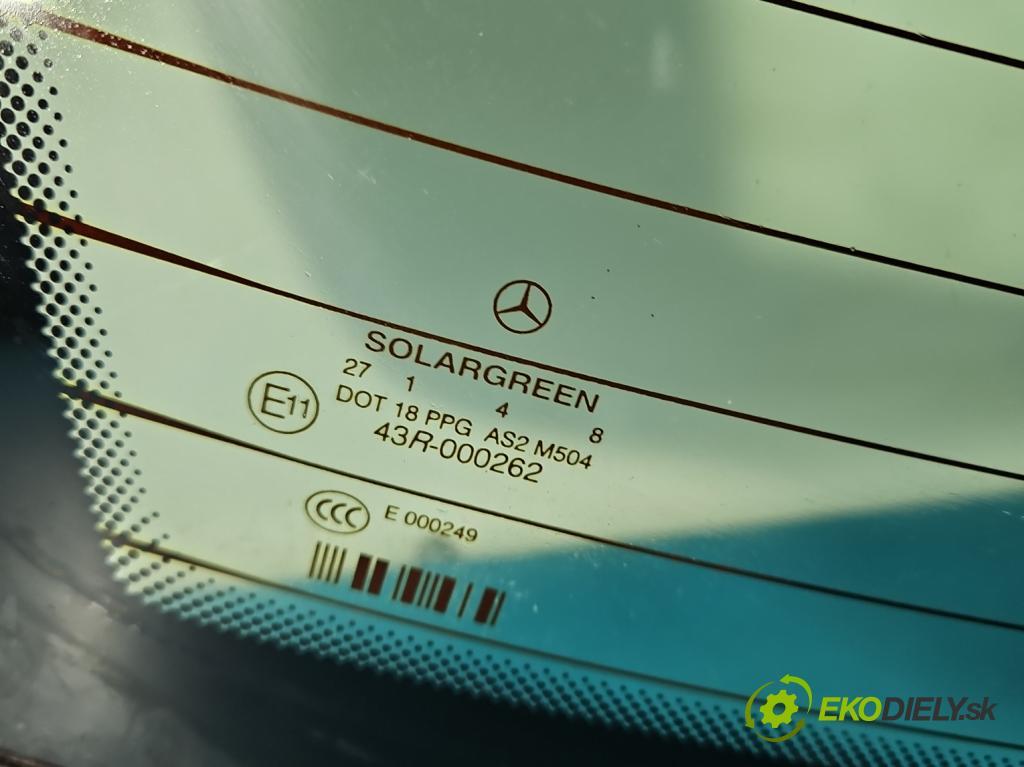 SOLARGREEN
27 1 4 8
E11
DOT 18 PPG AS2 M504
43R-000262
CCC E 000249
EKODIELY.sk